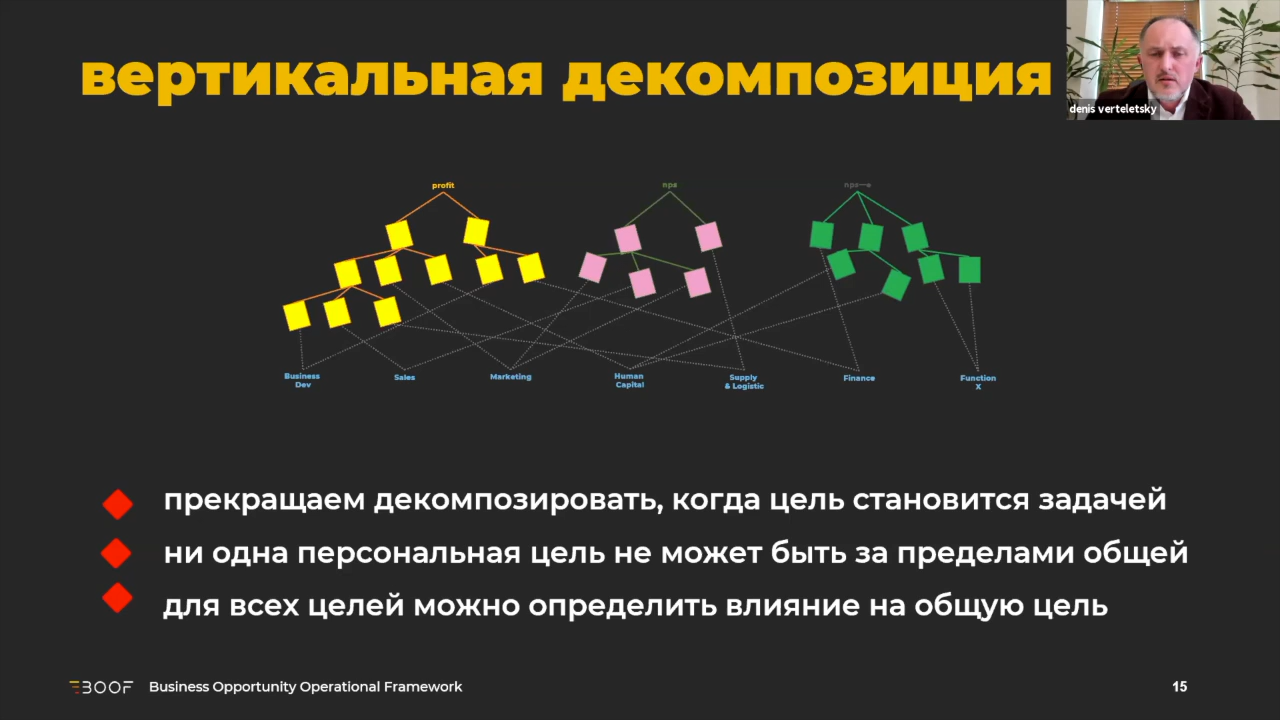 вертикальная декомпозиция
denis verteletsky
profit
nps
nps—e
Business
Dev
Sales
Marketing
Human
Capital
Supply
& Logistic
Finance
Function
X
прекращаем декомпозировать, когда цель становится задачей
ни одна персональная цель не может быть за пределами общей
для всех целей можно определить влияние на общую цель
BOOF Business Opportunity Operational Framework
15